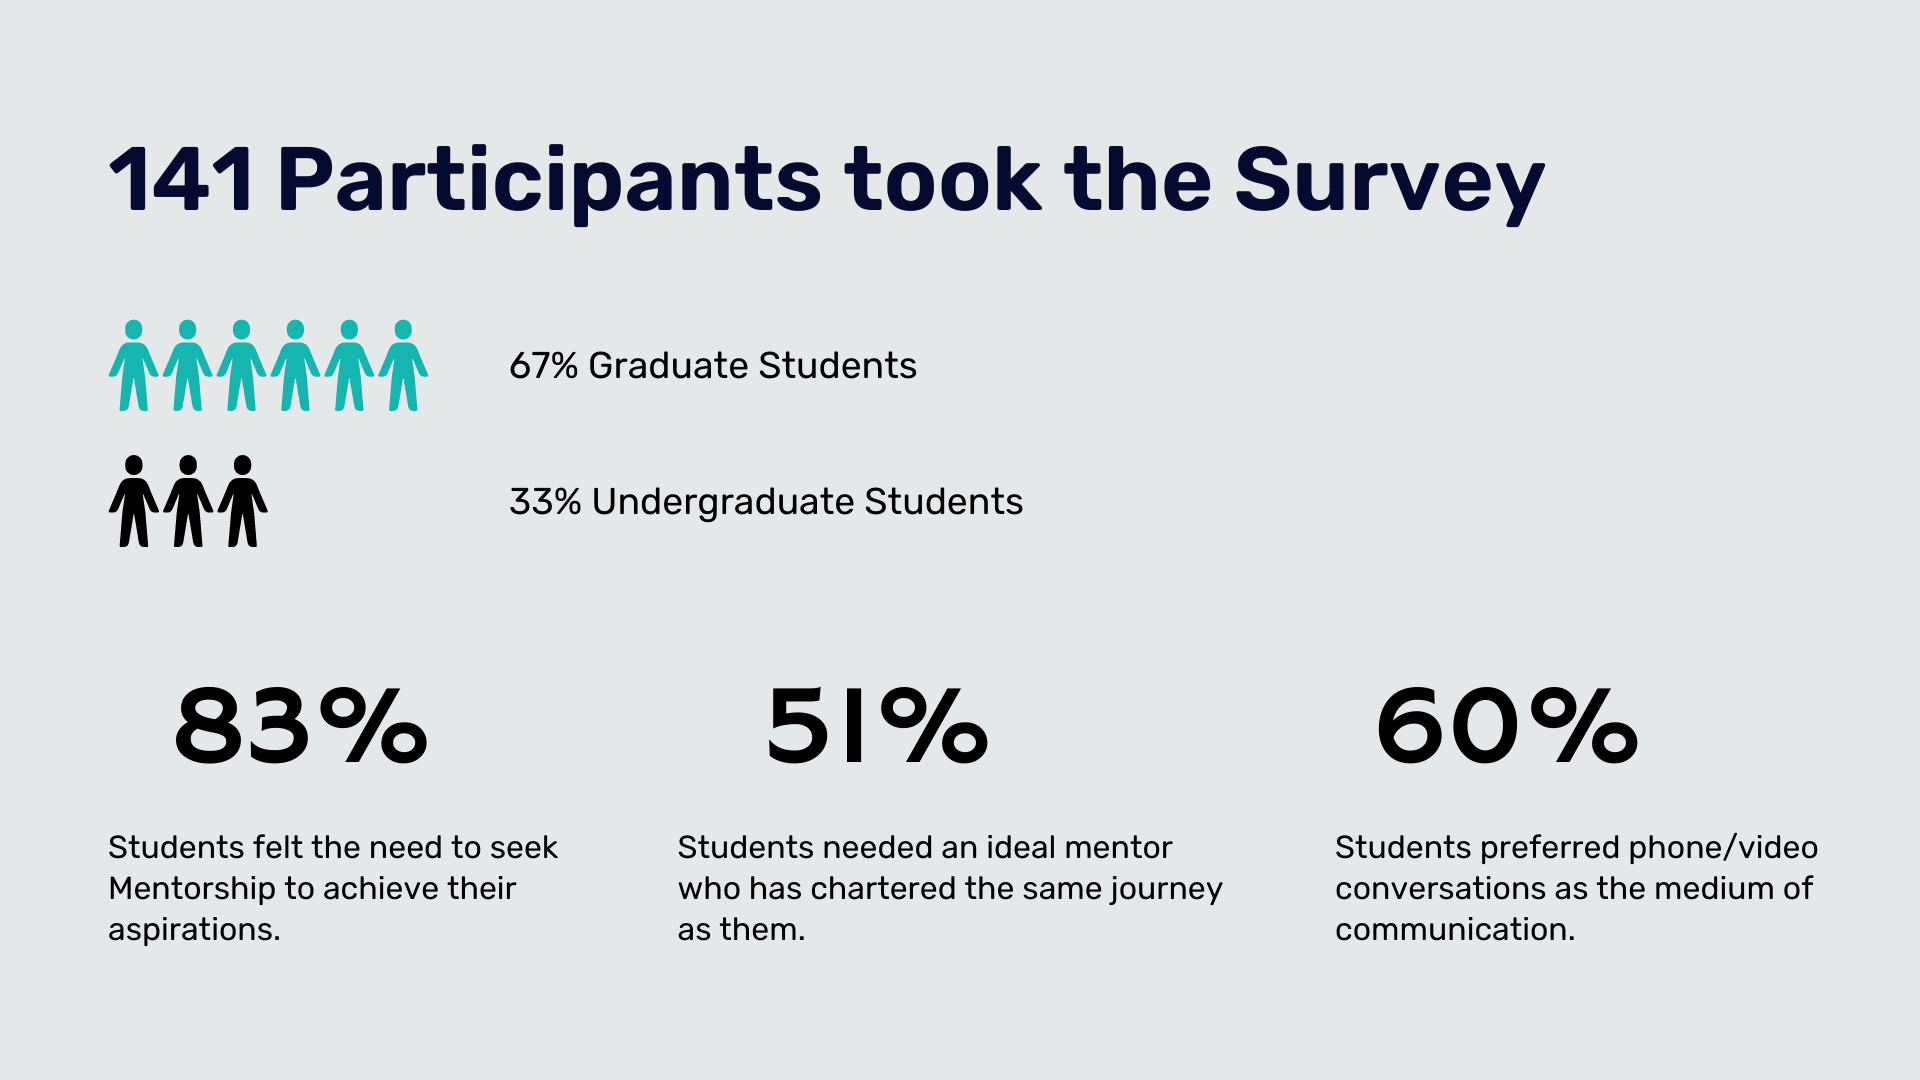 141 Participants took the Survey
67% Graduate Students
33% Undergraduate Students
83%
Students felt the need to seek
Mentorship to achieve their
aspirations.
51%
Students needed an ideal mentor
who has chartered the same journey
as them.
60%
Students preferred phone/video
conversations as the medium of
communication.